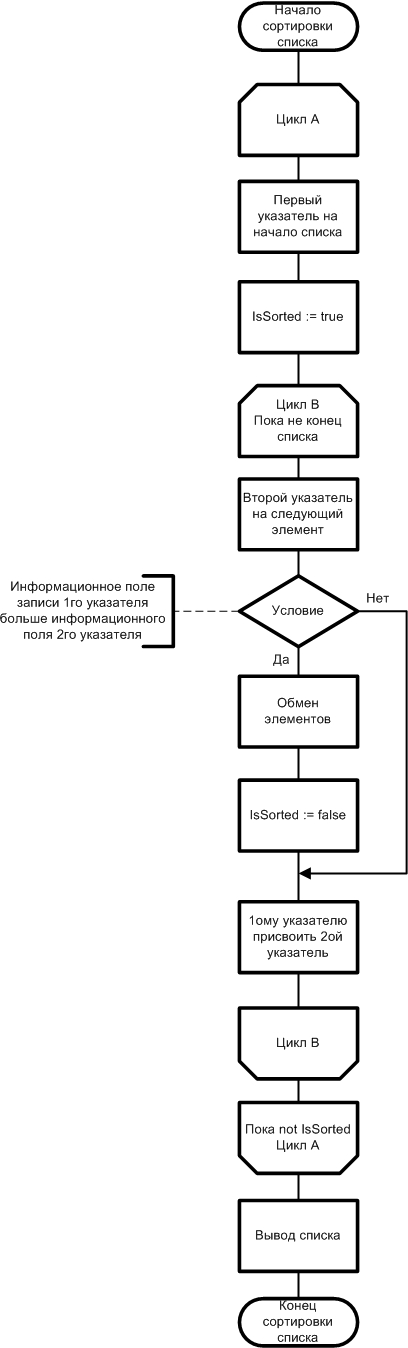 Начало
сортировки
списка
Цикл А
Первый
указатель на
начало списка
IsSorted := true
Цикл В
Пока не конец
списка
Второй указатель
на следующий
элемент
Информационное поле
записи 1го указателя
больше информационного
поля 2го указателя
Условие
Нет
Да
Обмен
элементов
IsSorted := false
1ому указателю
присвоить 2ой
указатель
Цикл В
Пока not IsSorted
Цикл А
Вывод списка
Конец
сортировки
списка